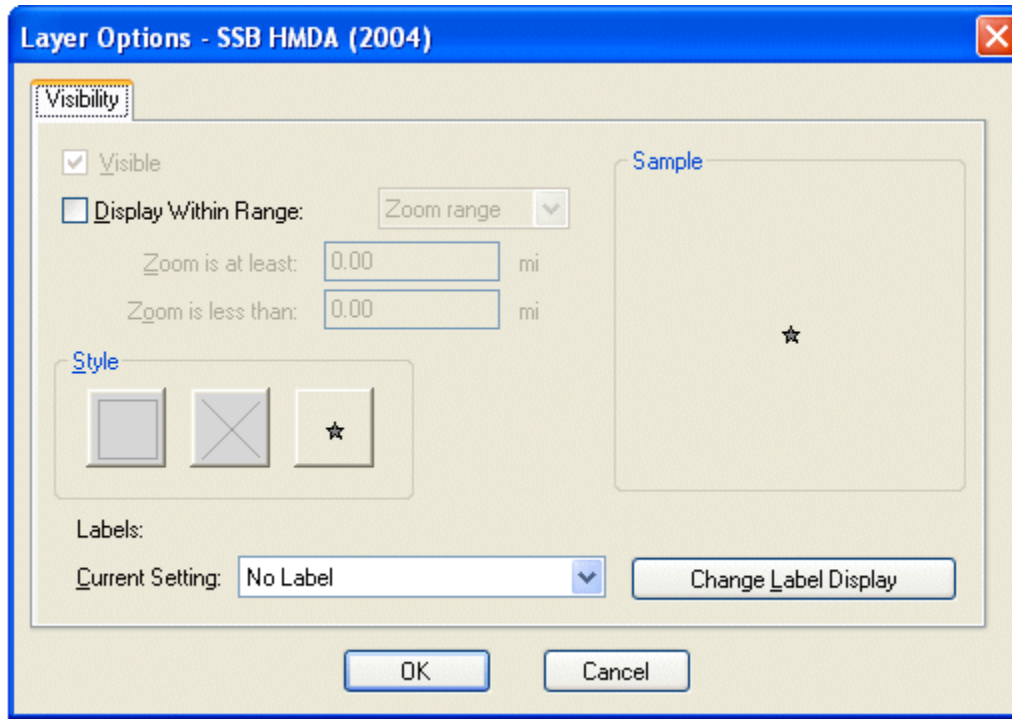 Layer Options - SSB HMDA (2004)
Visibility
Visible
Sample
Display Within Range: Zoom range
Zoom is at least: 0.00 mi
Zoom is less than: 0.00 mi
Style
Labels:
Current Setting: No Label Change Label Display
OK Cancel